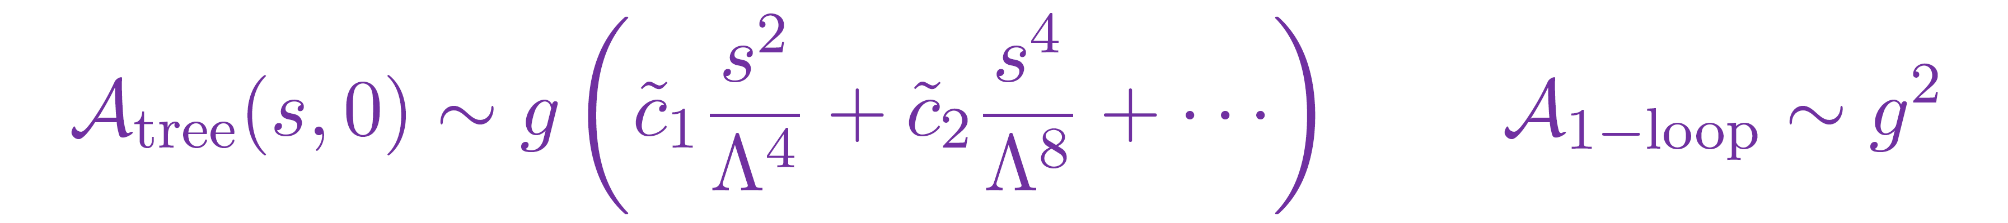 𝒜_tree(s, 0) ∼ g ( c̃₁ s²/Λ⁴ + c̃₂ s⁴/Λ⁸ + ⋯ )    𝒜_1−loop ∼ g²